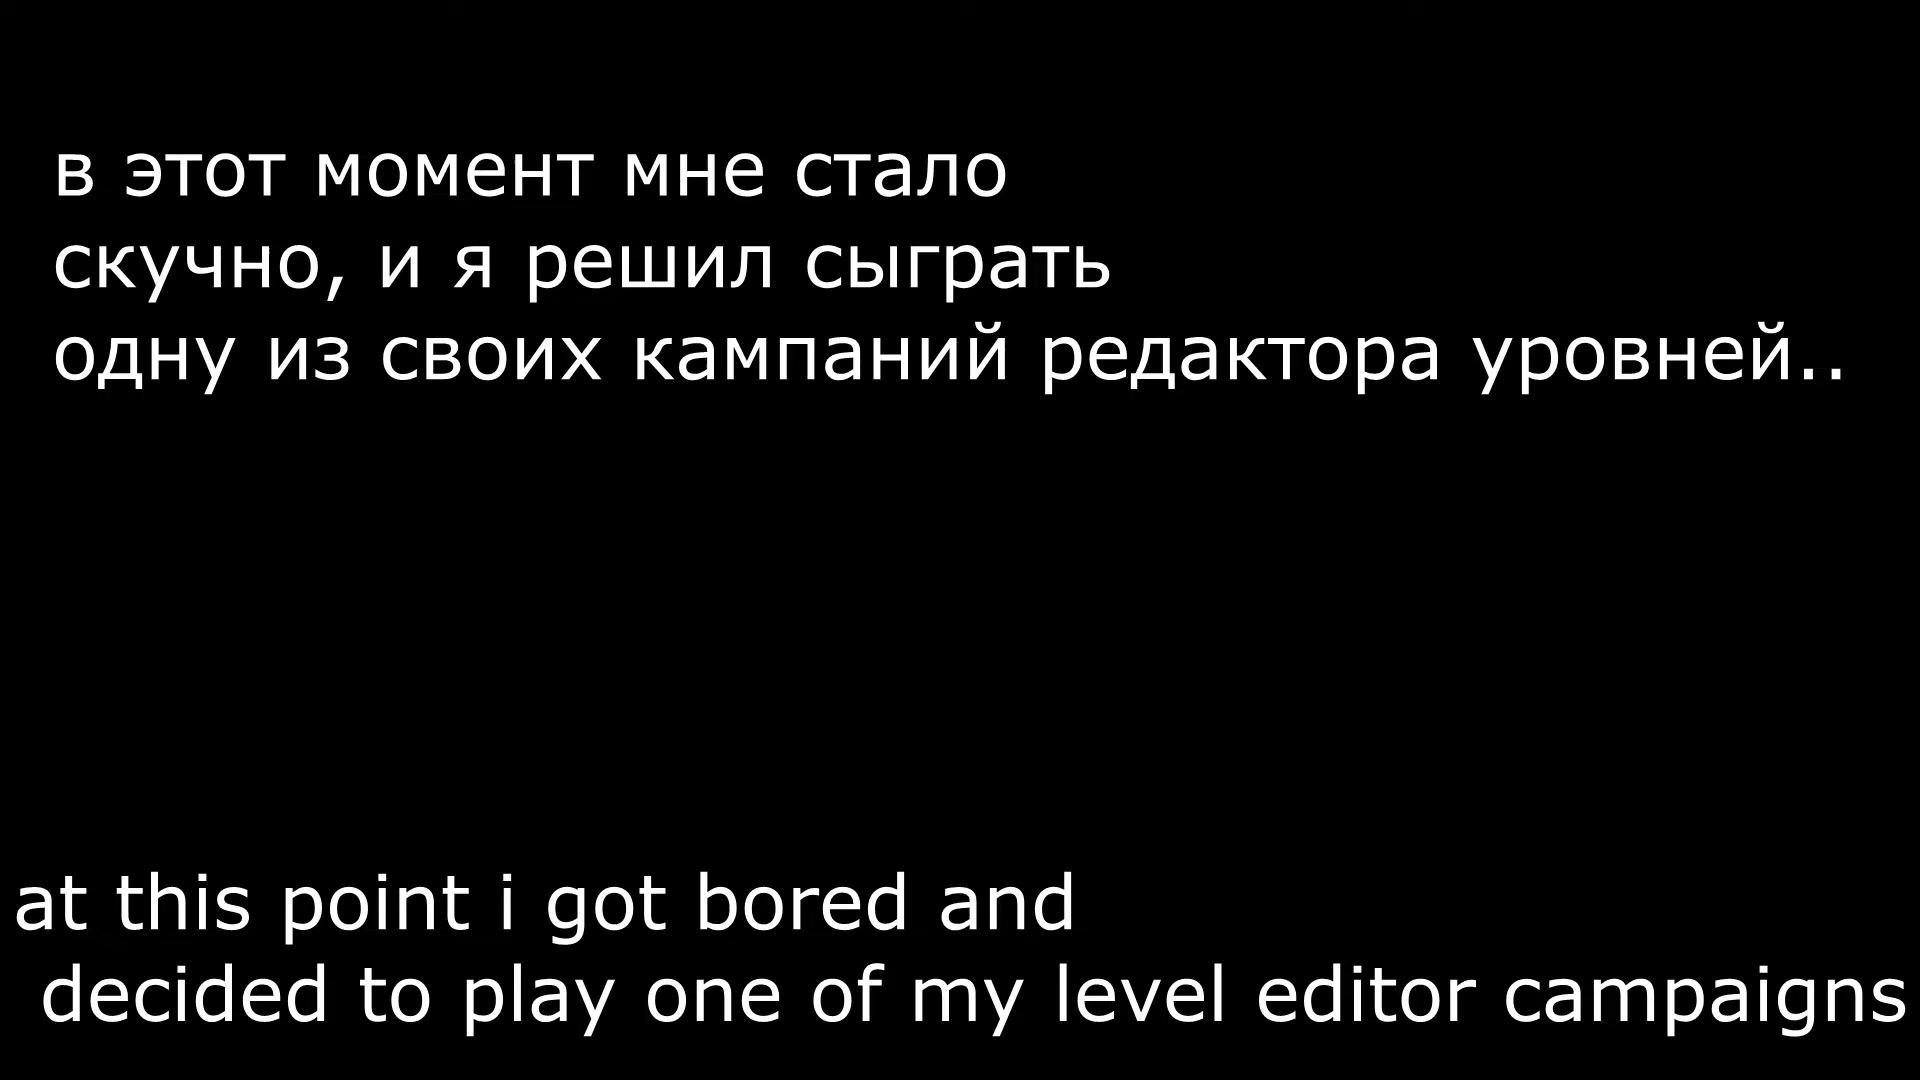 в этот момент мне стало
скучно, и я решил сыграть
одну из своих кампаний редактора уровней..
at this point i got bored and
decided to play one of my level editor campaigns